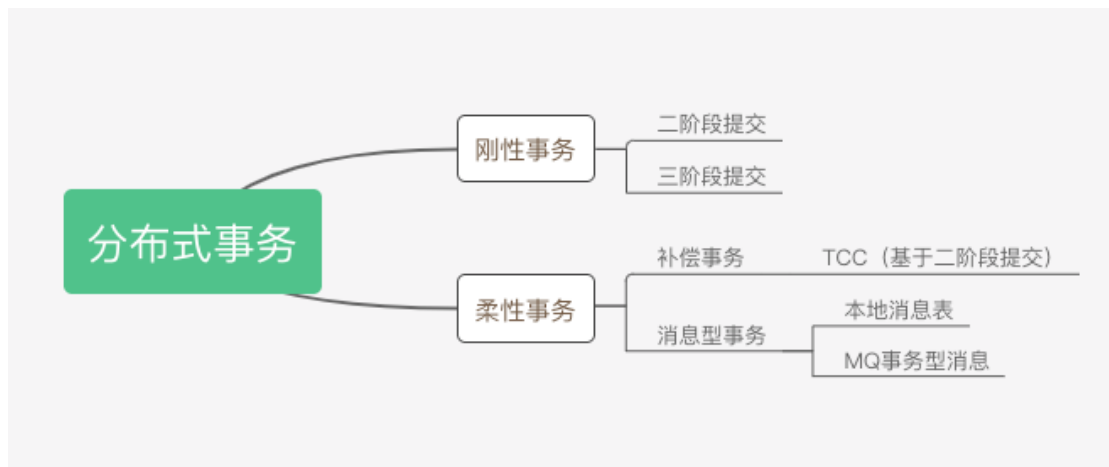 分布式事务
刚性事务
二阶段提交
三阶段提交
柔性事务
补偿事务
TCC（基于二阶段提交）
消息型事务
本地消息表
MQ事务型消息